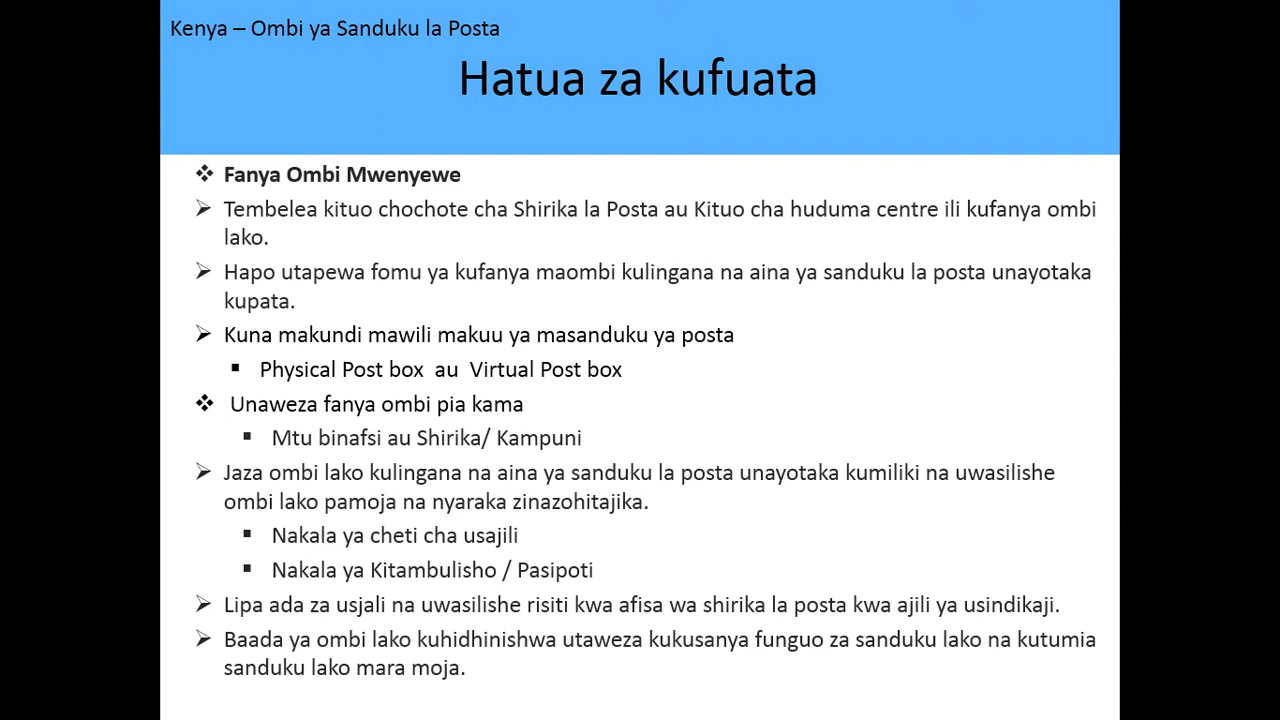 Kenya – Ombi ya Sanduku la Posta
Hatua za kufuata
❖ Fanya Ombi Mwenyewe
➢ Tembelea kituo chochote cha Shirika la Posta au Kituo cha huduma centre ili kufanya ombi
lako.
➢ Hapo utapewa fomu ya kufanya maombi kulingana na aina ya sanduku la posta unayotaka
kupata.
➢ Kuna makundi mawili makuu ya masanduku ya posta
▪ Physical Post box au Virtual Post box
❖ Unaweza fanya ombi pia kama
▪ Mtu binafsi au Shirika/ Kampuni
➢ Jaza ombi lako kulingana na aina ya sanduku la posta unayotaka kumiliki na uwasilishe
ombi lako pamoja na nyaraka zinazohitajika.
▪ Nakala ya cheti cha usajili
▪ Nakala ya Kitambulisho / Pasipoti
➢ Lipa ada za usjali na uwasilishe risiti kwa afisa wa shirika la posta kwa ajili ya usindikaji.
➢ Baada ya ombi lako kuhidhinishwa utaweza kukusanya funguo za sanduku lako na kutumia
sanduku lako mara moja.